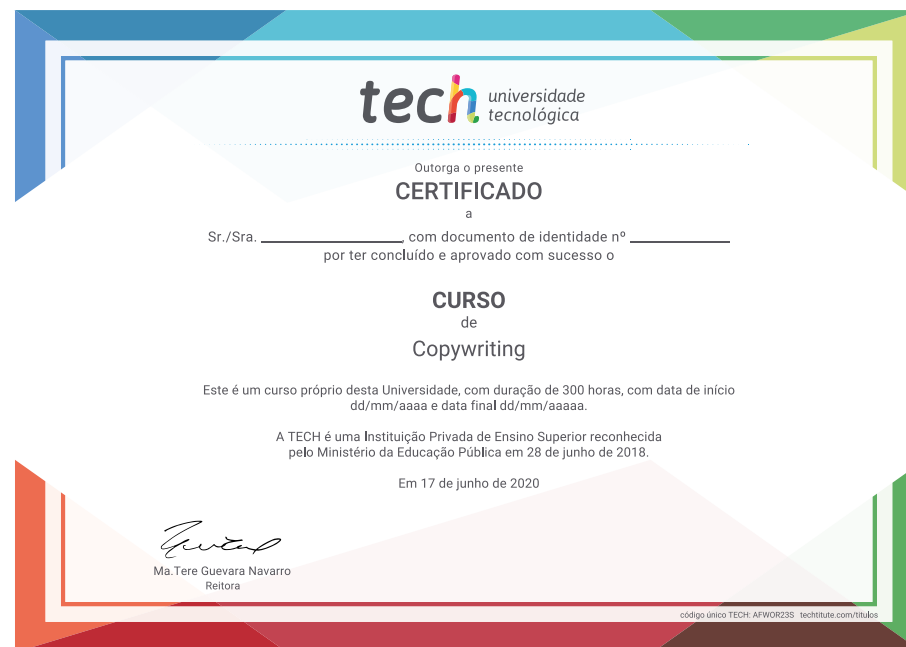 tech universidade
tecnológica
Outorga o presente
CERTIFICADO
a
Sr./Sra. ____________________, com documento de identidade nº ______________
por ter concluído e aprovado com sucesso o
CURSO
de
Copywriting
Este é um curso próprio desta Universidade, com duração de 300 horas, com data de início
dd/mm/aaaa e data final dd/mm/aaaaa.
A TECH é uma Instituição Privada de Ensino Superior reconhecida
pelo Ministério da Educação Pública em 28 de junho de 2018.
Em 17 de junho de 2020
Ma.Tere Guevara Navarro
Reitora
código único TECH: AFWOR23S techtitute.com/titulos